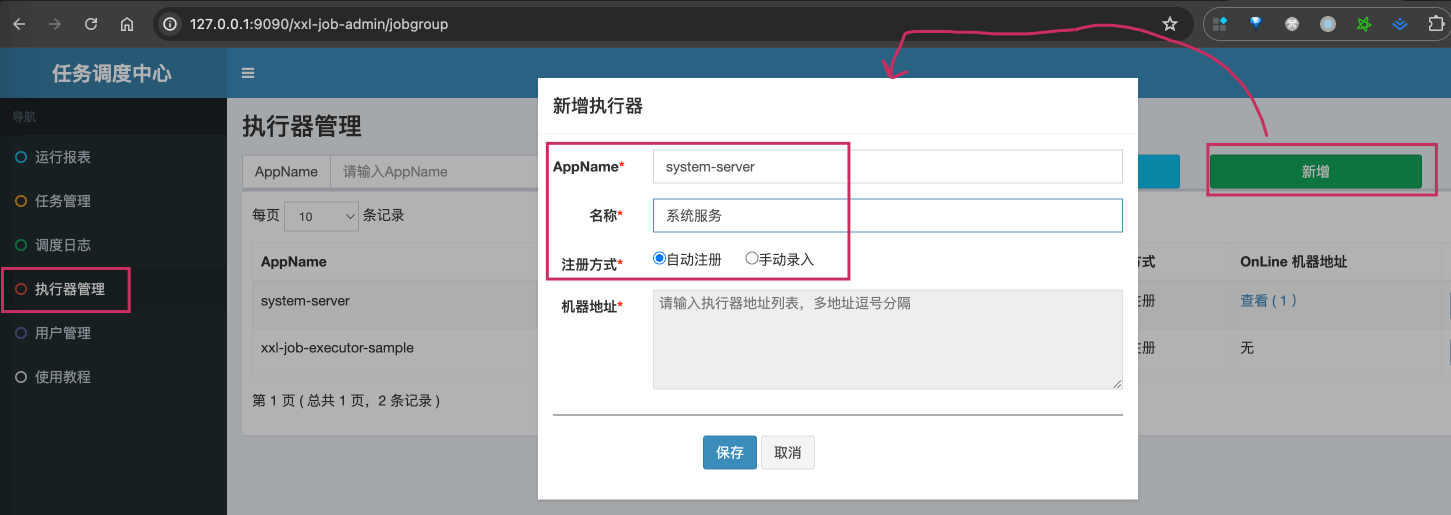 127.0.0.1:9090/xxl-job-admin/jobgroup
任务调度中心
导航
运行报表
任务管理
调度日志
执行器管理
用户管理
使用教程
执行器管理
AppName 请输入AppName
新增
每页 10 条记录
AppName
方式 OnLine 机器地址
system-server
注册 查看 ( 1 )
xxl-job-executor-sample
注册 无
第 1 页 ( 总共 1 页，2 条记录 )
新增执行器
AppName* system-server
名称* 系统服务
注册方式* 自动注册 手动录入
机器地址* 请输入执行器地址列表，多地址逗号分隔
保存 取消